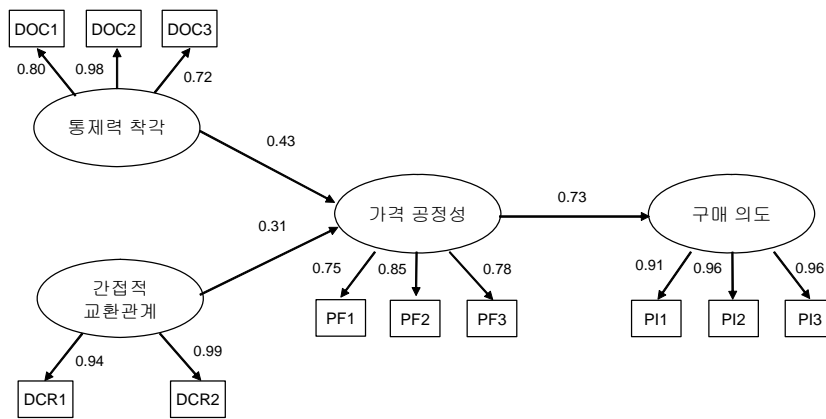 DOC1 DOC2 DOC3
0.80 0.98 0.72
통제력 착각
0.43
가격 공정성
0.73
구매 의도
0.31
0.75 0.85 0.78
0.91 0.96 0.96
간접적
교환관계
PF1 PF2 PF3
PI1 PI2 PI3
0.94 0.99
DCR1 DCR2